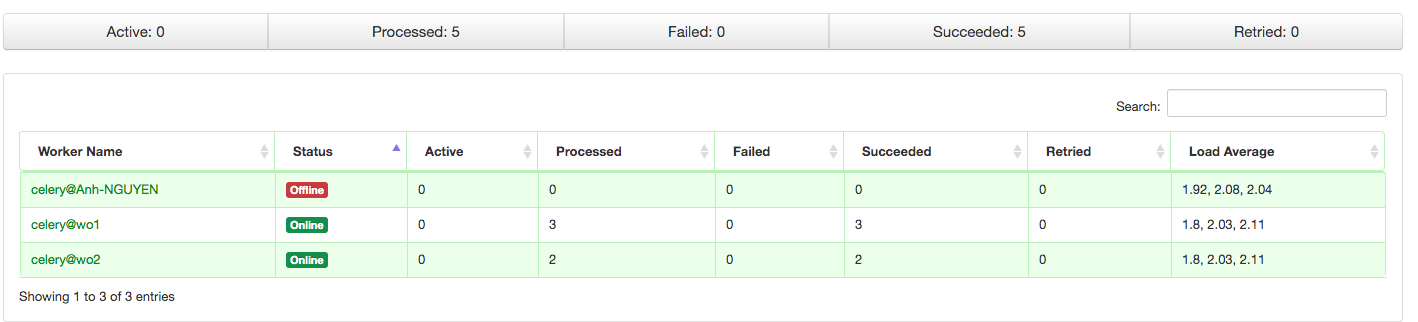 Active: 0 Processed: 5 Failed: 0 Succeeded: 5 Retried: 0
Search:
Worker Name Status Active Processed Failed Succeeded Retried Load Average
celery@Anh-NGUYEN Offline 0 0 0 0 0 1.92, 2.08, 2.04
celery@wo1 Online 0 3 0 3 0 1.8, 2.03, 2.11
celery@wo2 Online 0 2 0 2 0 1.8, 2.03, 2.11
Showing 1 to 3 of 3 entries